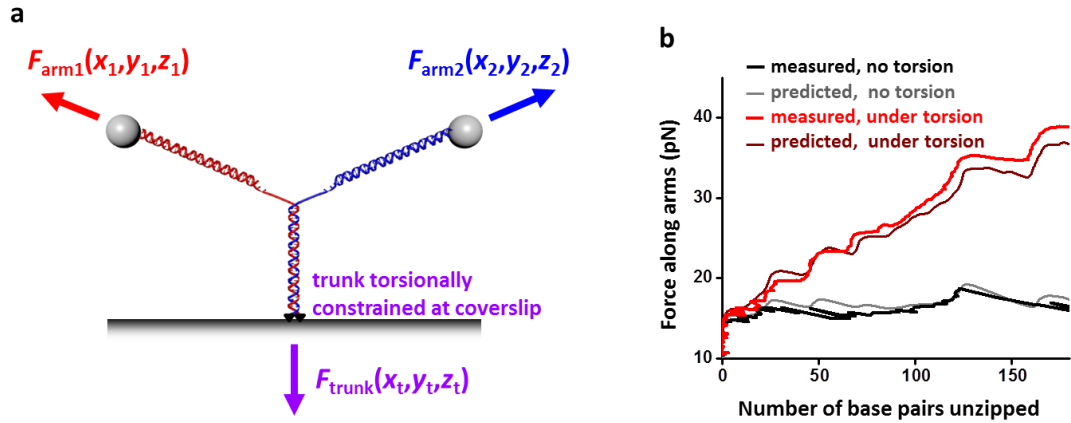 a
F_arm1(x_1,y_1,z_1)
F_arm2(x_2,y_2,z_2)
trunk torsionally
constrained at coverslip
F_trunk(x_t,y_t,z_t)
b
measured, no torsion
predicted, no torsion
measured, under torsion
predicted, under torsion
Force along arms (pN)
40
30
20
10
0 50 100 150
Number of base pairs unzipped